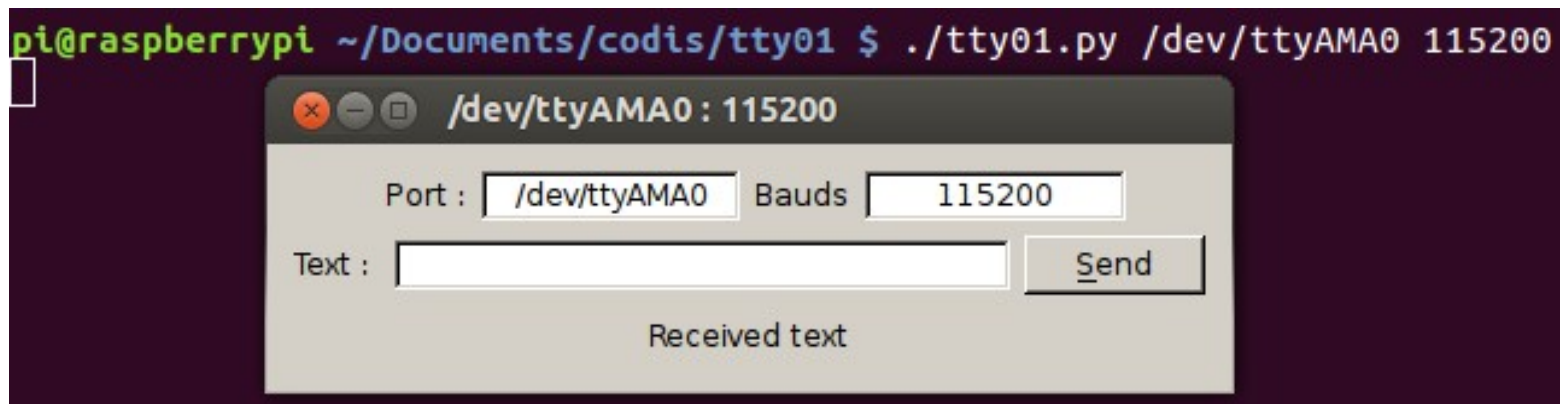 pi@raspberrypi ~/Documents/codis/tty01 $ ./tty01.py /dev/ttyAMA0 115200
/dev/ttyAMA0 : 115200
Port : /dev/ttyAMA0 Bauds 115200
Text : Send
Received text